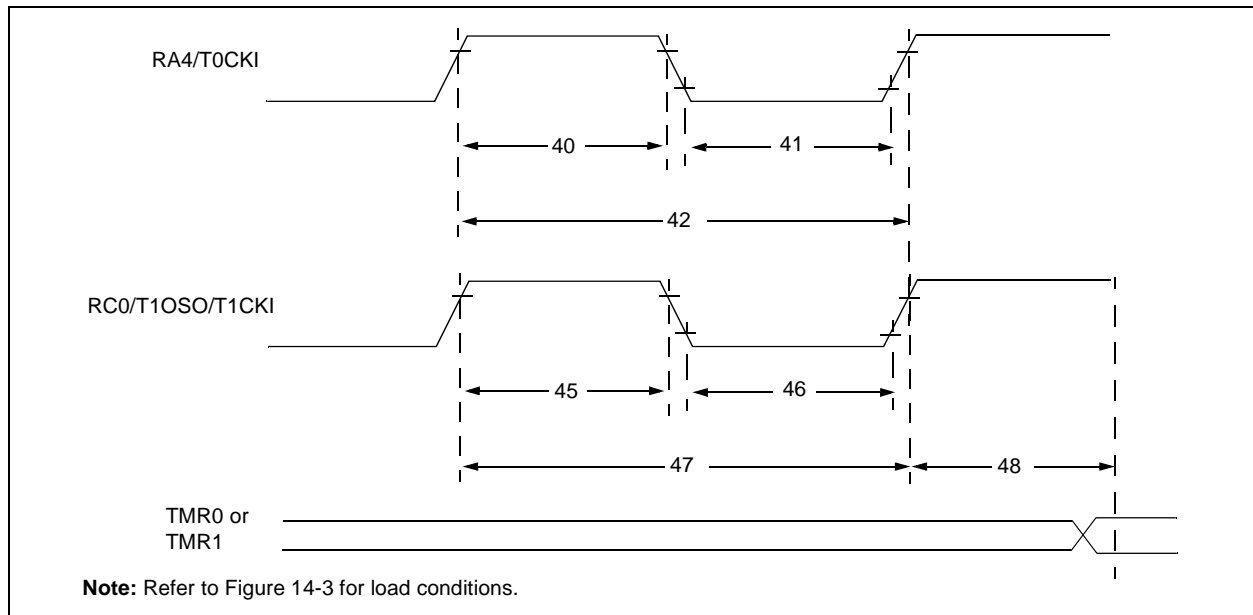 RA4/T0CKI
40
41
42
RC0/T1OSO/T1CKI
45
46
47
48
TMR0 or
TMR1
Note: Refer to Figure 14-3 for load conditions.